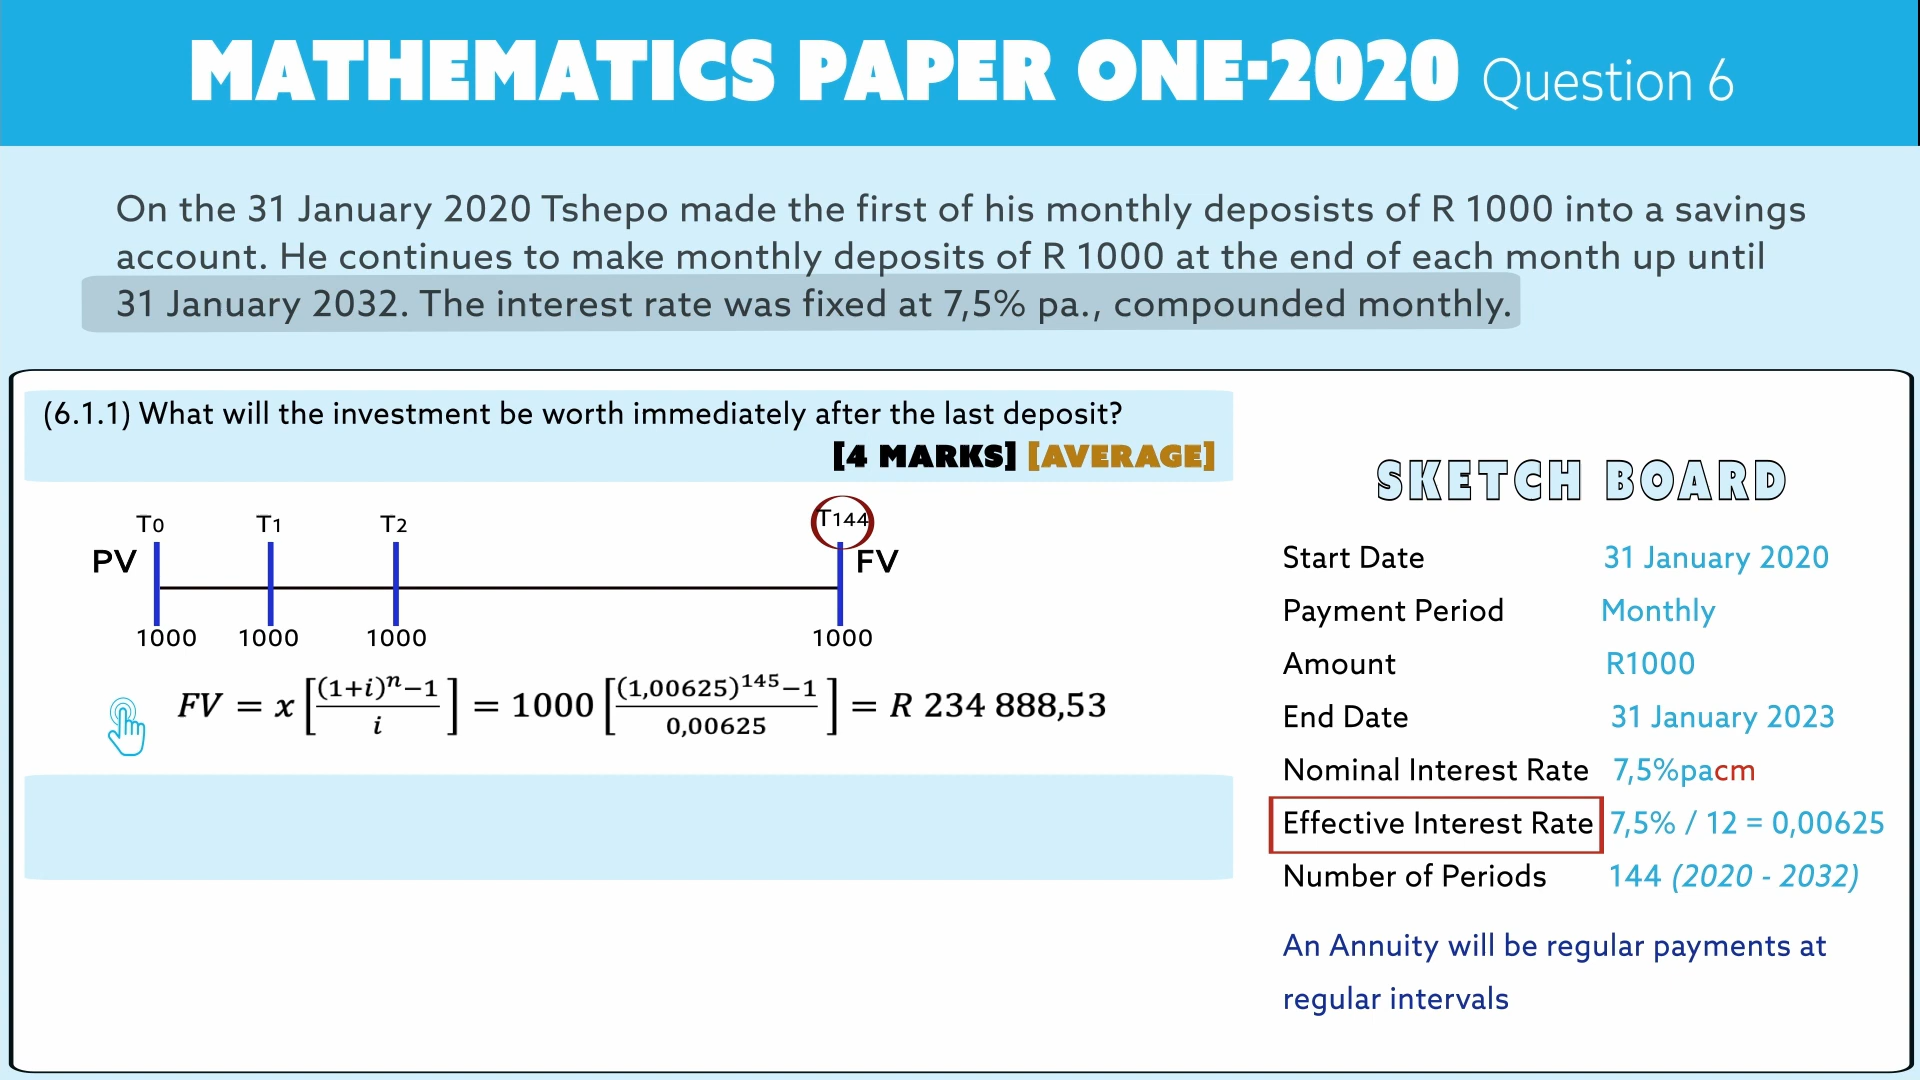 MATHEMATICS PAPER ONE-2020 Question 6
On the 31 January 2020 Tshepo made the first of his monthly deposists of R 1000 into a savings
account. He continues to make monthly deposits of R 1000 at the end of each month up until
31 January 2032. The interest rate was fixed at 7,5% pa., compounded monthly.
(6.1.1) What will the investment be worth immediately after the last deposit?
[4 MARKS] [AVERAGE]
T0 T1 T2 T144
PV FV
1000 1000 1000 1000
FV = x [((1+i)^n−1)/i] = 1000 [((1,00625)^145−1)/0,00625] = R 234 888,53
SKETCH BOARD
Start Date 31 January 2020
Payment Period Monthly
Amount R1000
End Date 31 January 2023
Nominal Interest Rate 7,5%pacm
Effective Interest Rate 7,5% / 12 = 0,00625
Number of Periods 144 (2020 - 2032)
An Annuity will be regular payments at
regular intervals